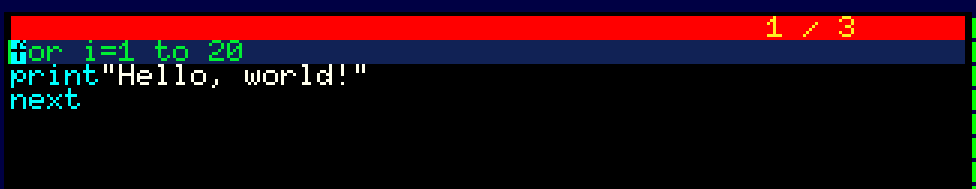 1 / 3
for i=1 to 20
print"Hello, world!"
next